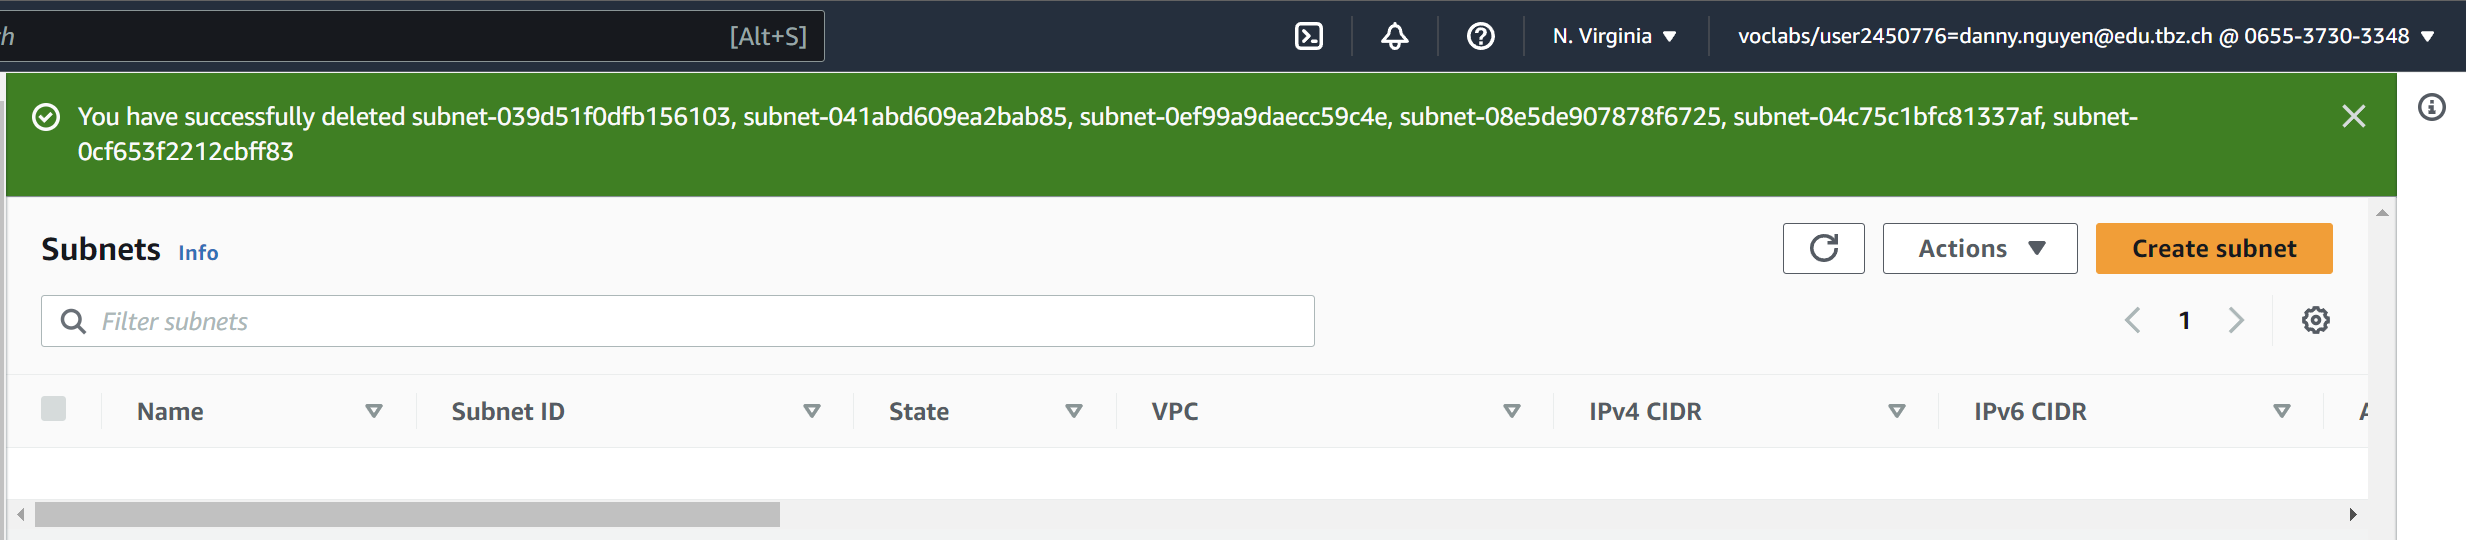 [Alt+S]
N. Virginia
voclabs/user2450776=danny.nguyen@edu.tbz.ch @ 0655-3730-3348
You have successfully deleted subnet-039d51f0dfb156103, subnet-041abd609ea2bab85, subnet-0ef99a9daecc59c4e, subnet-08e5de907878f6725, subnet-04c75c1bfc81337af, subnet-
0cf653f2212cbff83
Subnets Info
Actions
Create subnet
Filter subnets
1
Name
Subnet ID
State
VPC
IPv4 CIDR
IPv6 CIDR